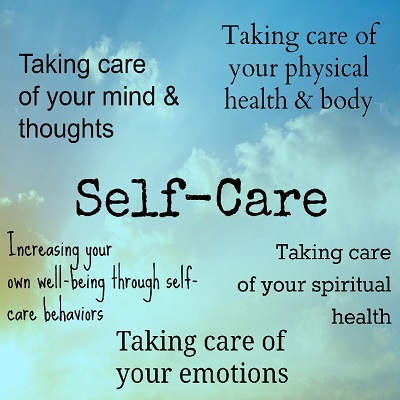 Taking care of
your physical
health & body
Taking care
of your mind &
thoughts
Self-Care
Increasing your
own well-being through self-
care behaviors
Taking care
of your spiritual
health
Taking care of
your emotions